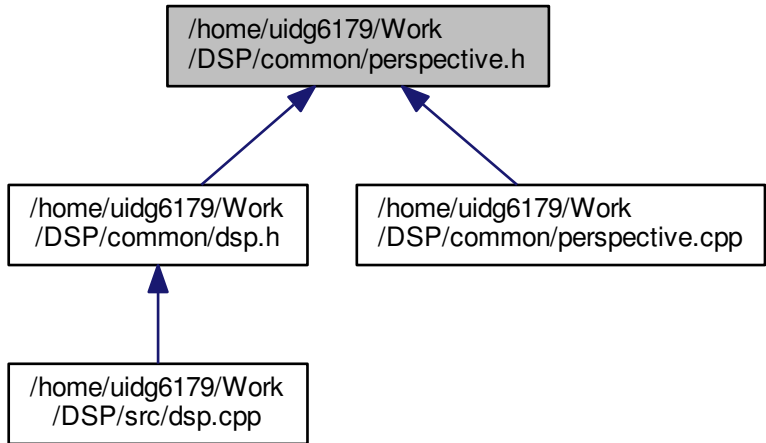 /home/uidg6179/Work
/DSP/common/perspective.h
/home/uidg6179/Work
/DSP/common/dsp.h
/home/uidg6179/Work
/DSP/common/perspective.cpp
/home/uidg6179/Work
/DSP/src/dsp.cpp